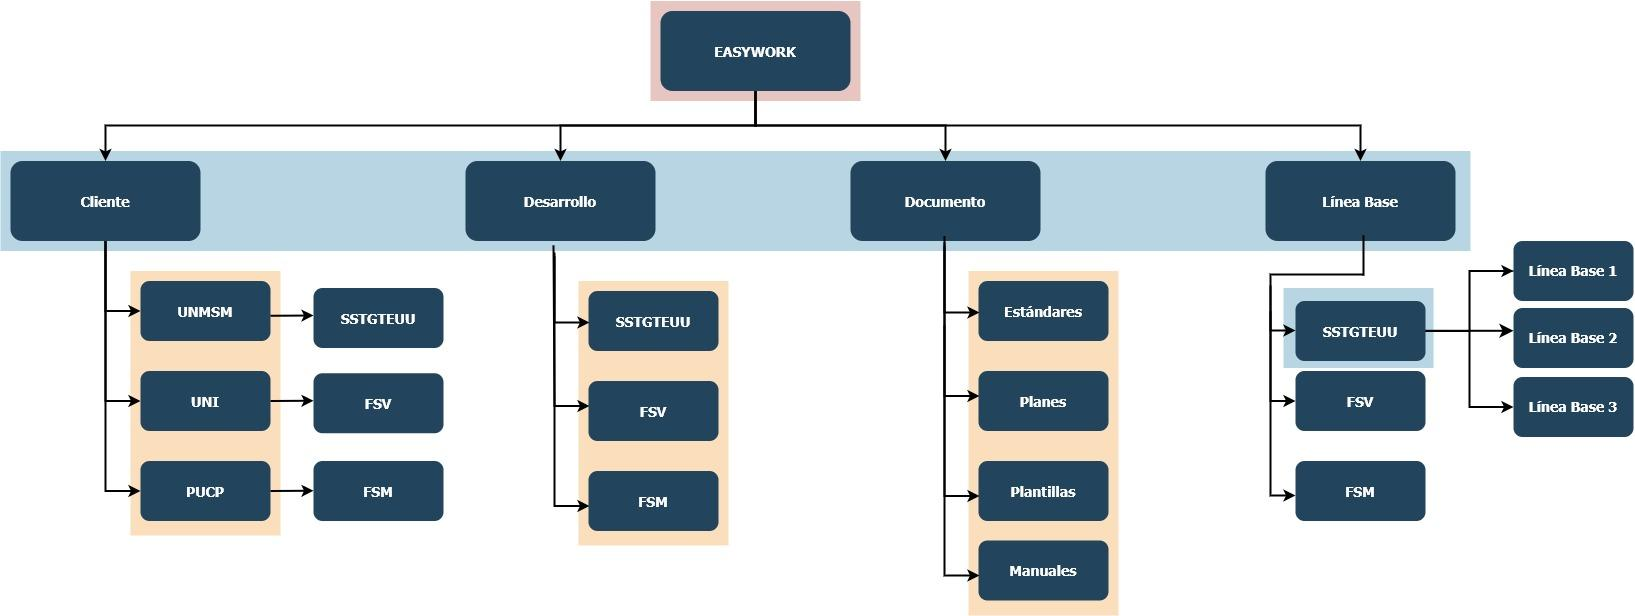 EASYWORK
Cliente
Desarrollo
Documento
Línea Base
UNMSM
SSTGTEUU
UNI
FSV
PUCP
FSM
SSTGTEUU
FSV
FSM
Estándares
Planes
Plantillas
Manuales
SSTGTEUU
FSV
FSM
Línea Base 1
Línea Base 2
Línea Base 3